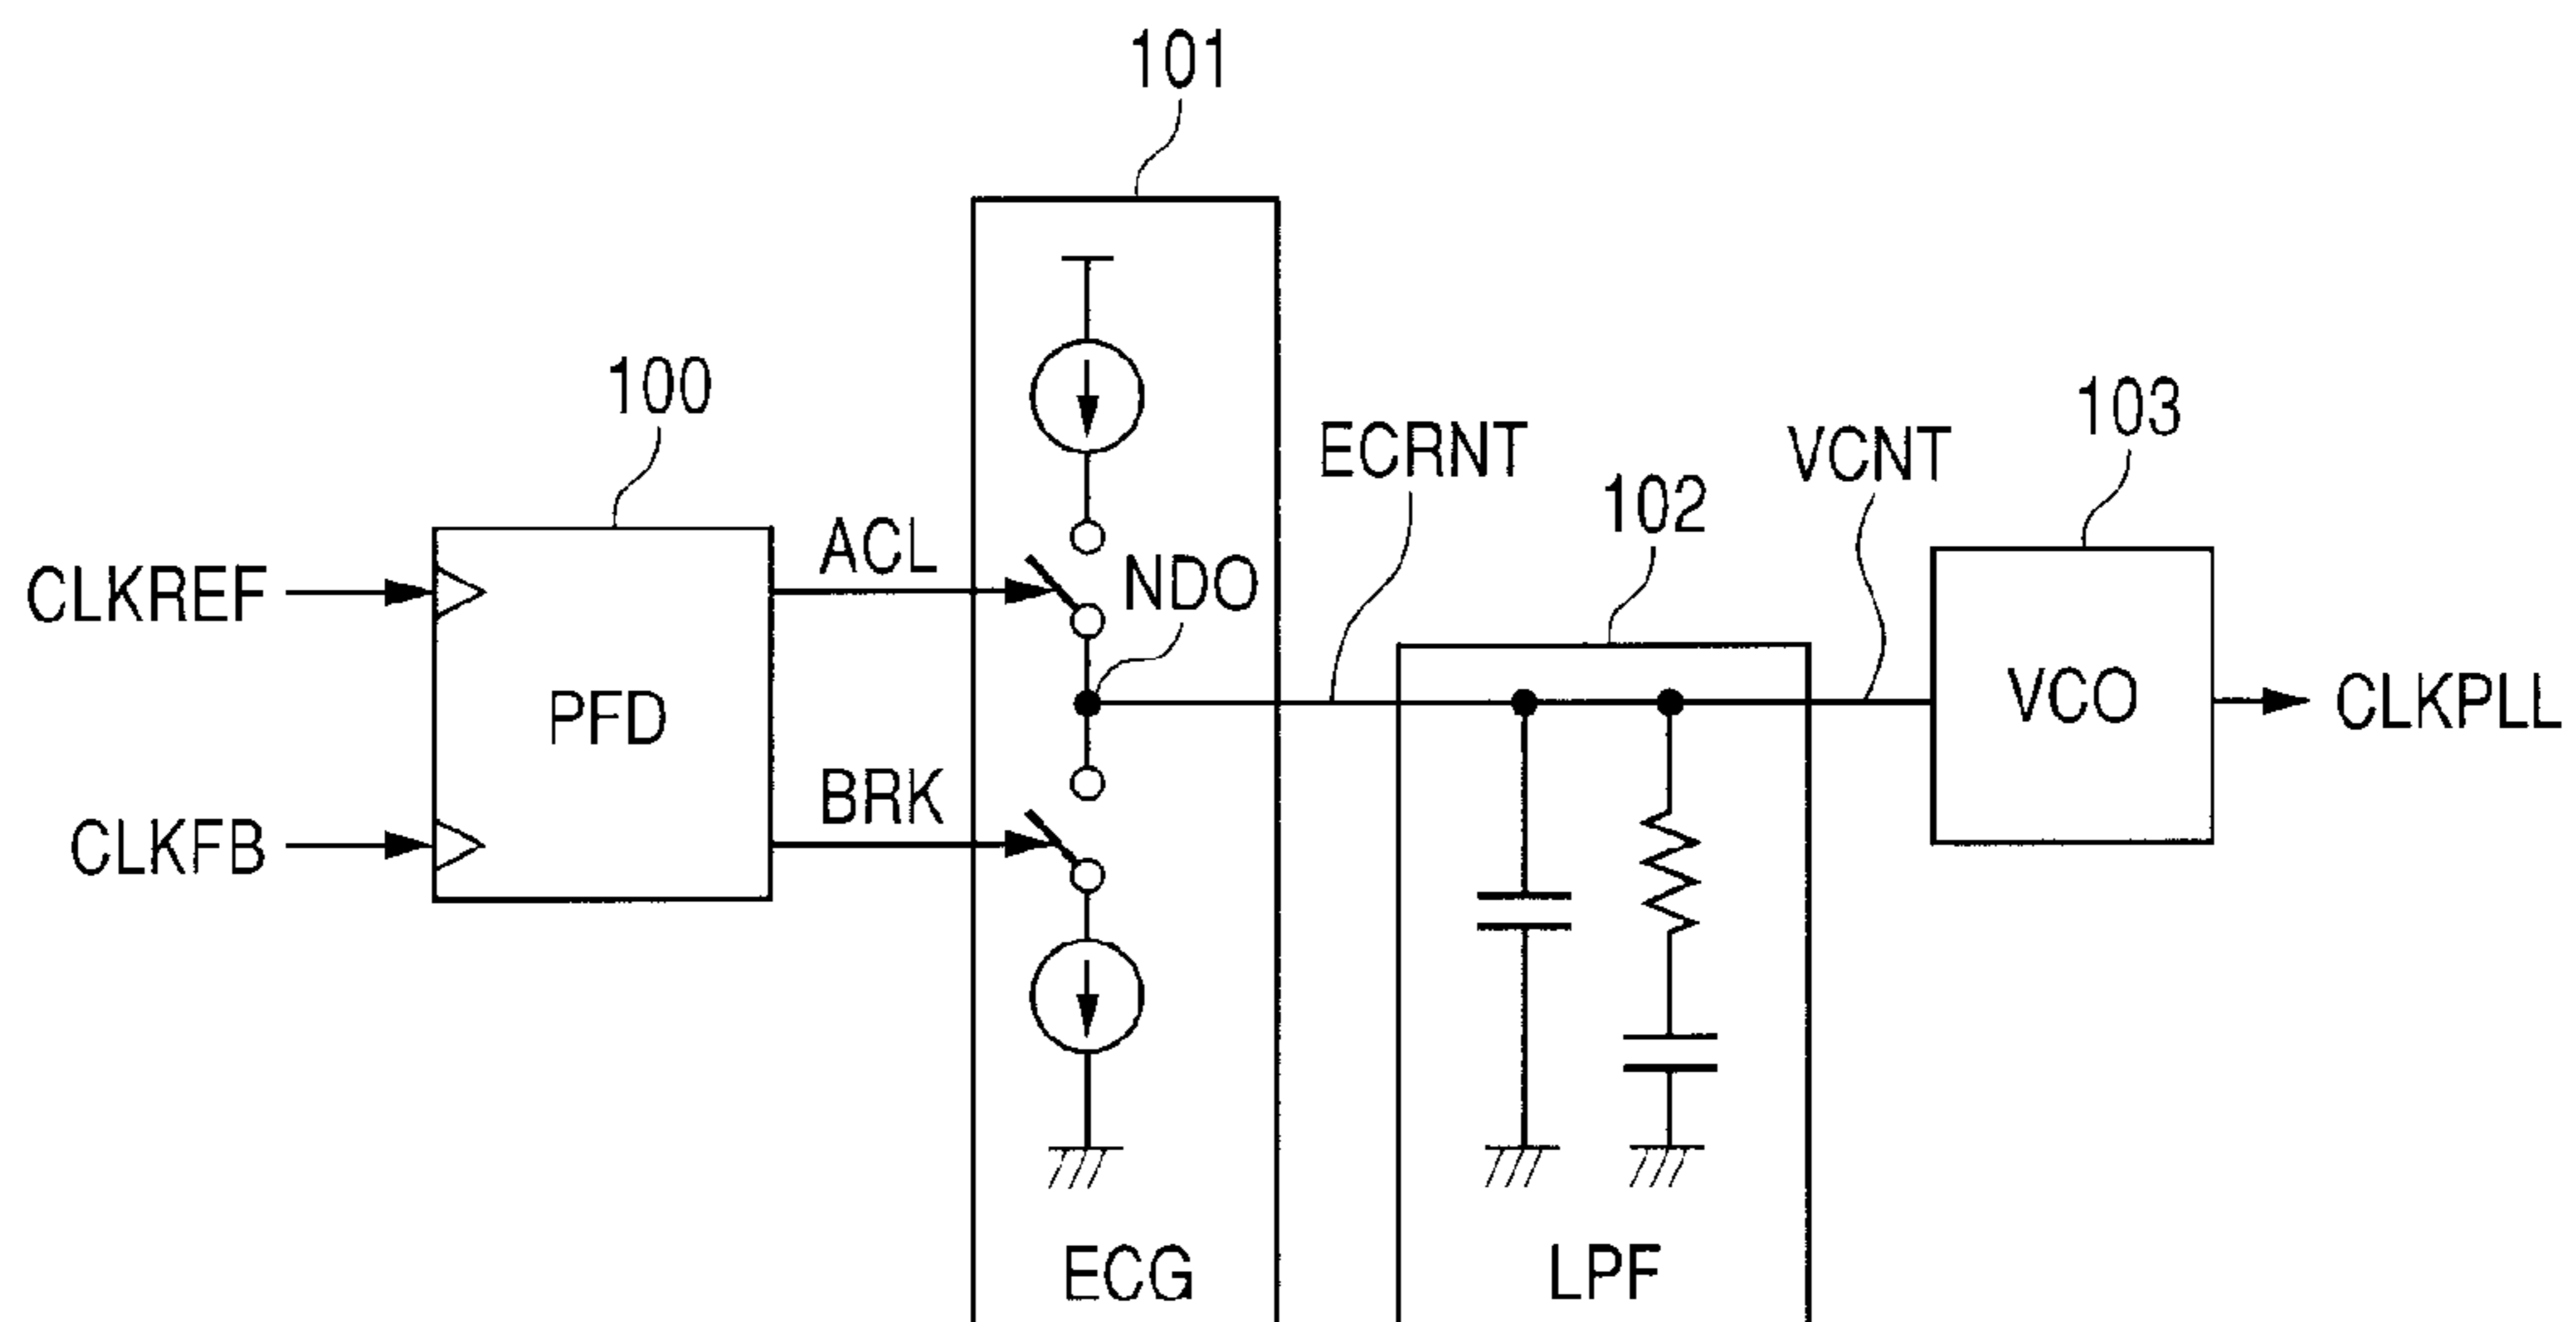 101
100
ECRNT
VCNT
103
102
ACL
NDO
CLKREF
PFD
VCO
CLKPLL
BRK
CLKFB
ECG
LPF